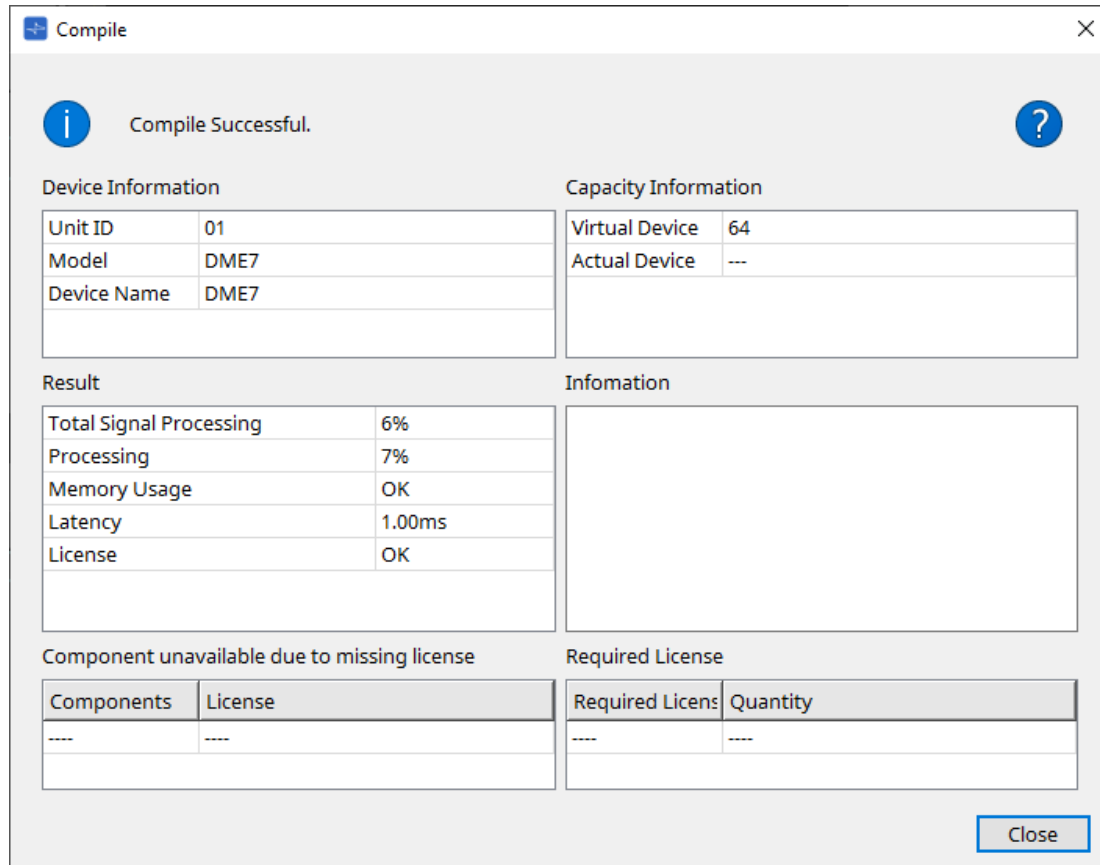 Compile
Compile Successful.
Device Information
Unit ID 01
Model DME7
Device Name DME7
Capacity Information
Virtual Device 64
Actual Device ---
Result
Total Signal Processing 6%
Processing 7%
Memory Usage OK
Latency 1.00ms
License OK
Infomation
Component unavailable due to missing license
Components License
---- ----
Required License
Required Licens Quantity
---- ----
Close